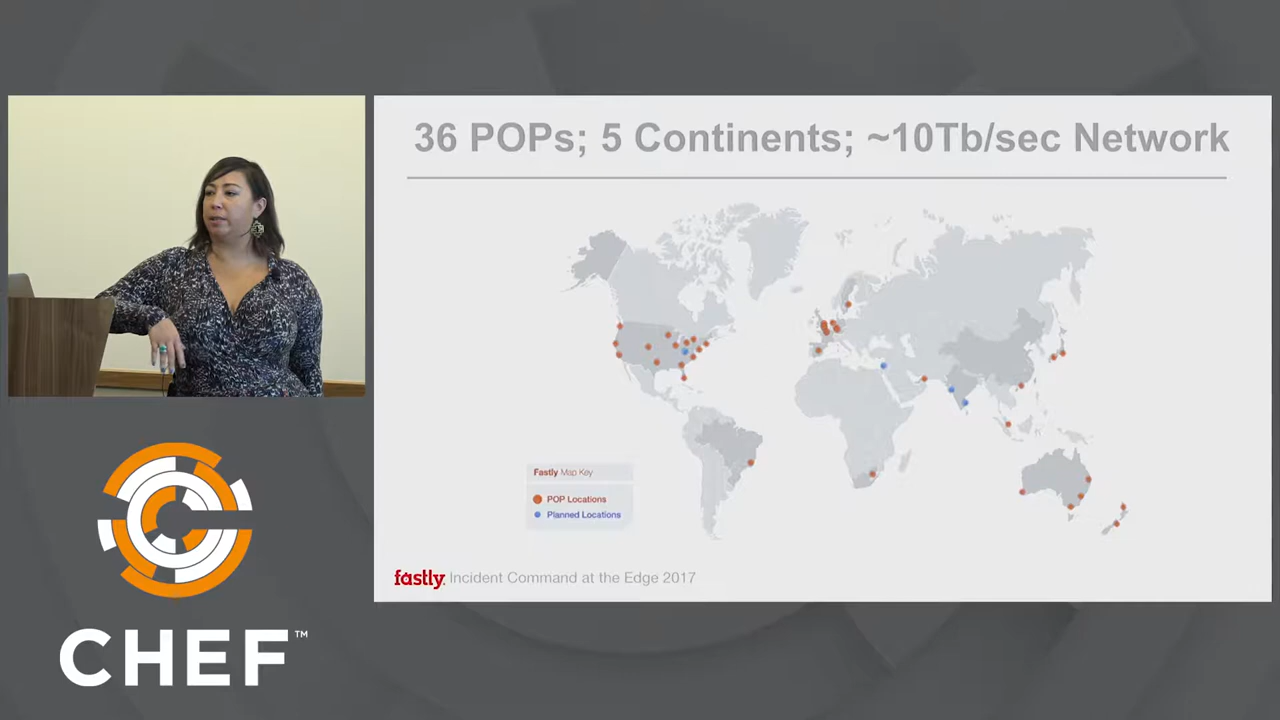 36 POPs; 5 Continents; ~10Tb/sec Network
Fastly Map Key
POP Locations
Planned Locations
fastly. Incident Command at the Edge 2017
CHEF™